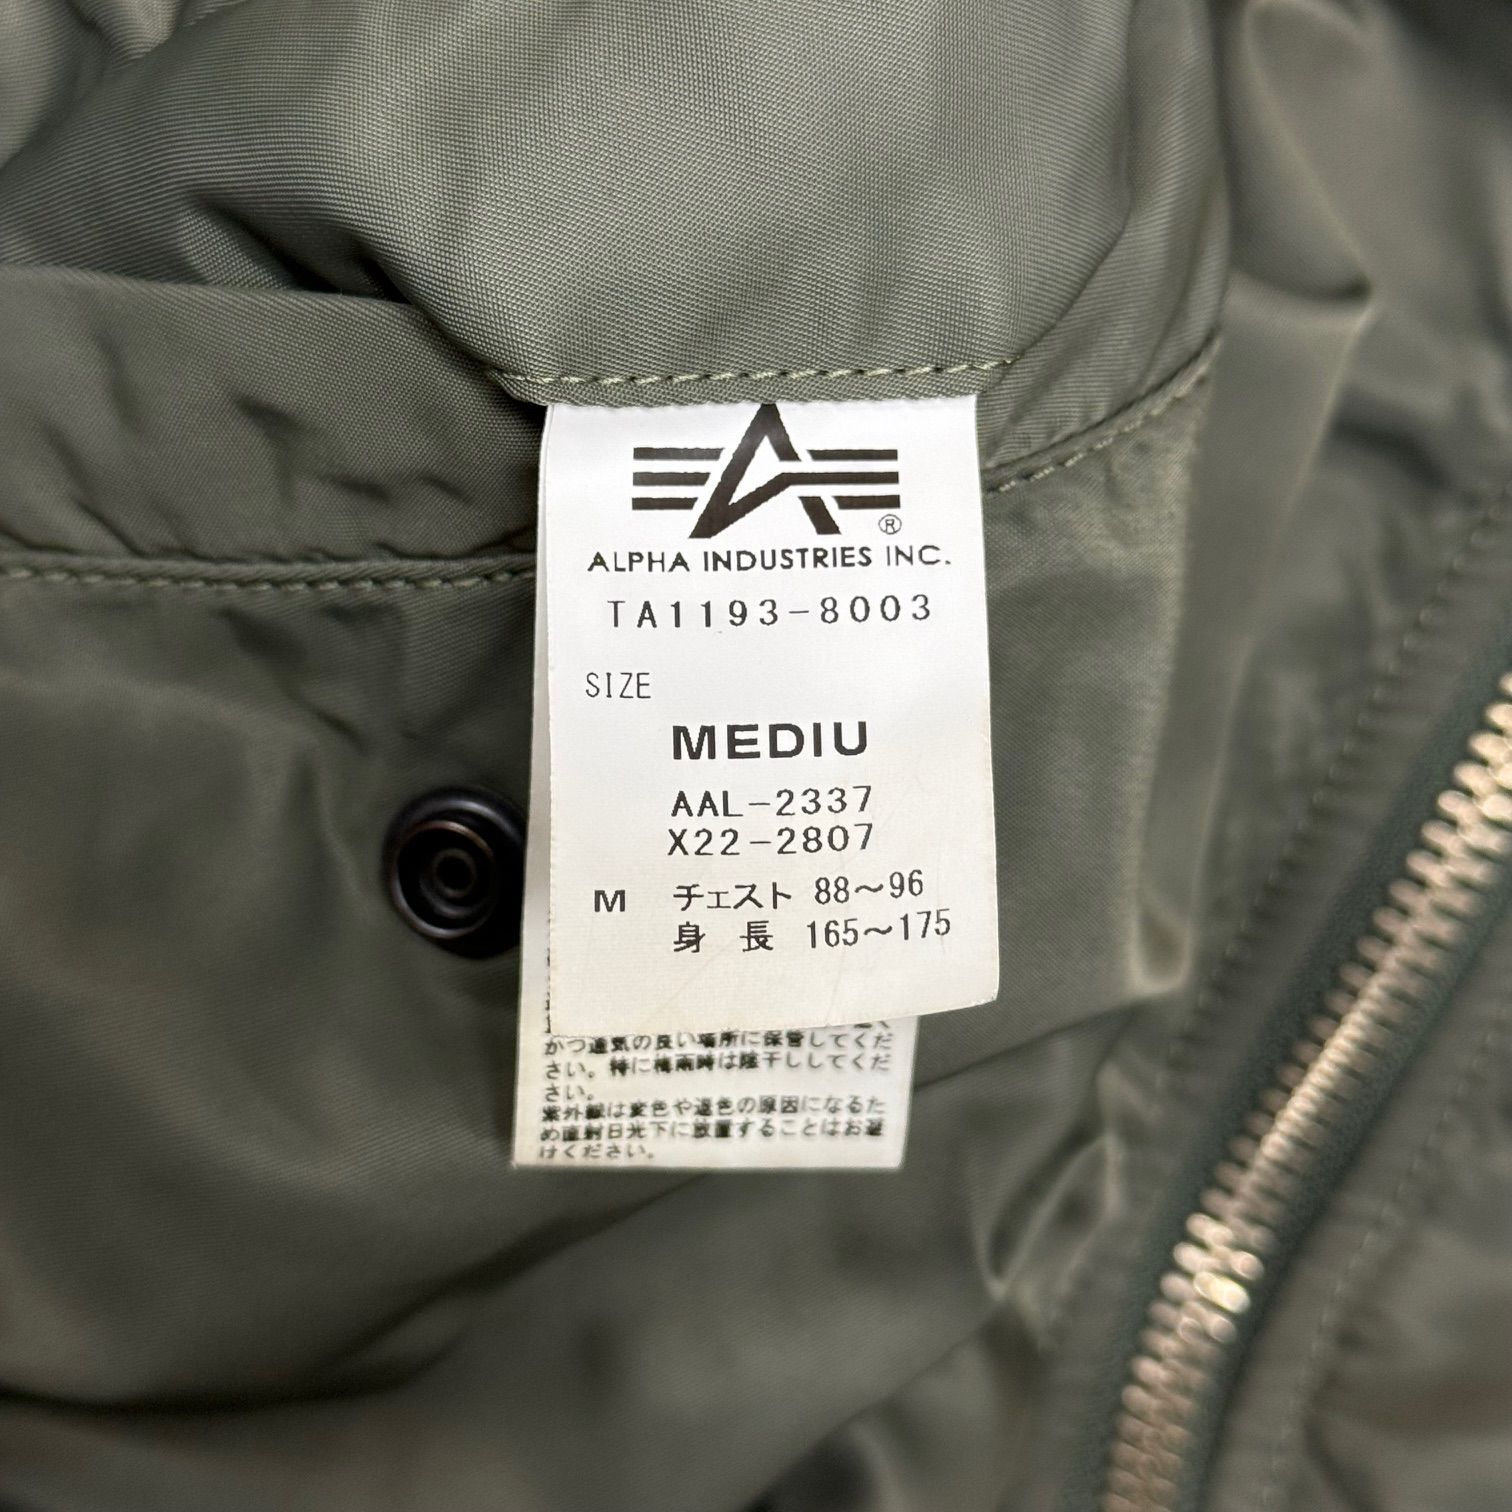 ®
ALPHA INDUSTRIES INC.
TA1193-8003
SIZE
MEDIU
AAL-2337
X22-2807
M チェスト 88~96
身 長 165~175
かつ通気の良い場所に保管してくだ
さい。特に梅雨時は陰干ししてくだ
さい。
紫外線は変色や退色の原因になるた
め直射日光下に放置することはお避
けください。